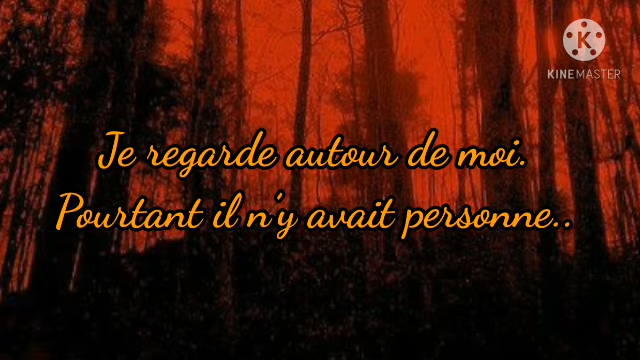 K
KINEMASTER
Je regarde autour de moi.
Pourtant il n'y avait personne..